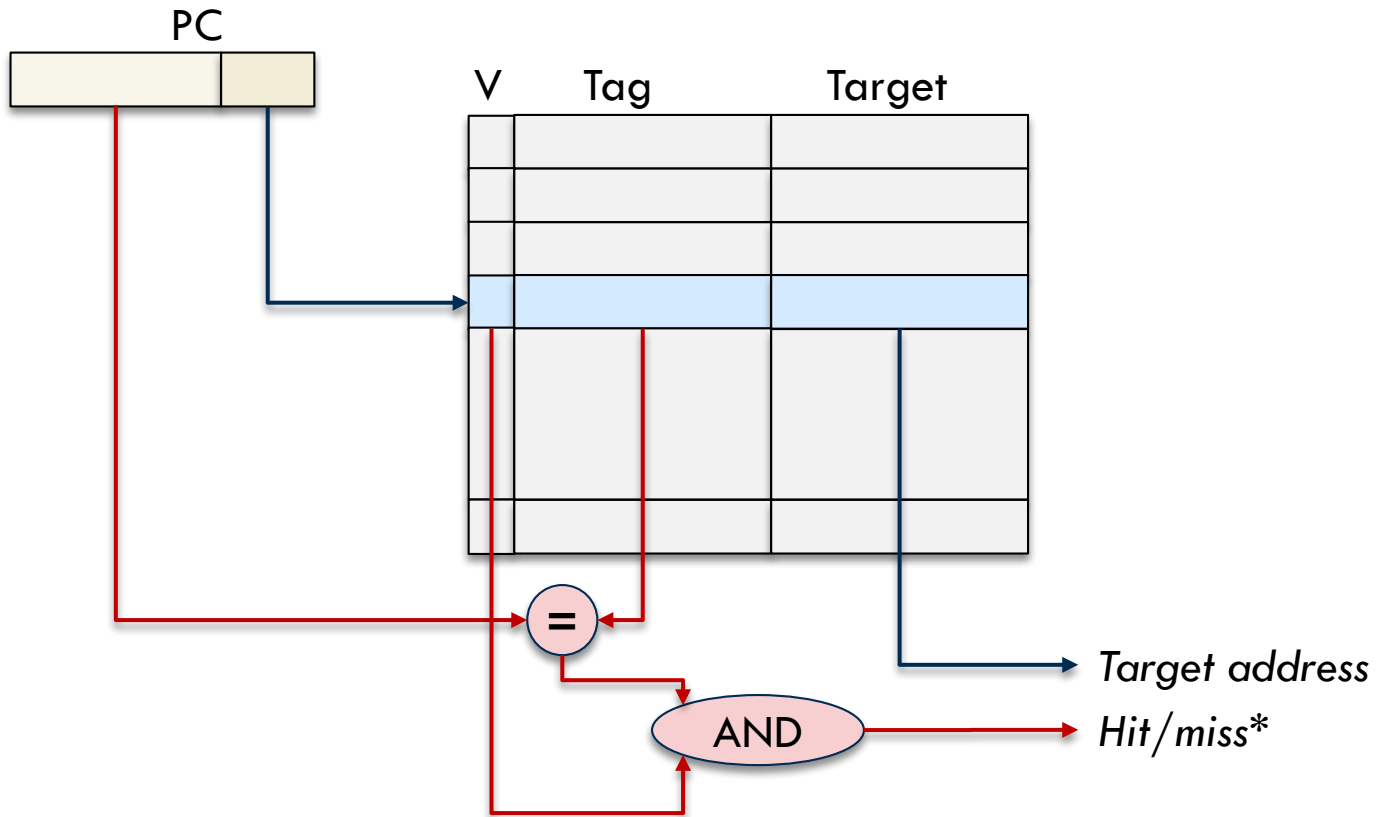 PC
V Tag Target
=
Target address
AND
Hit/miss*